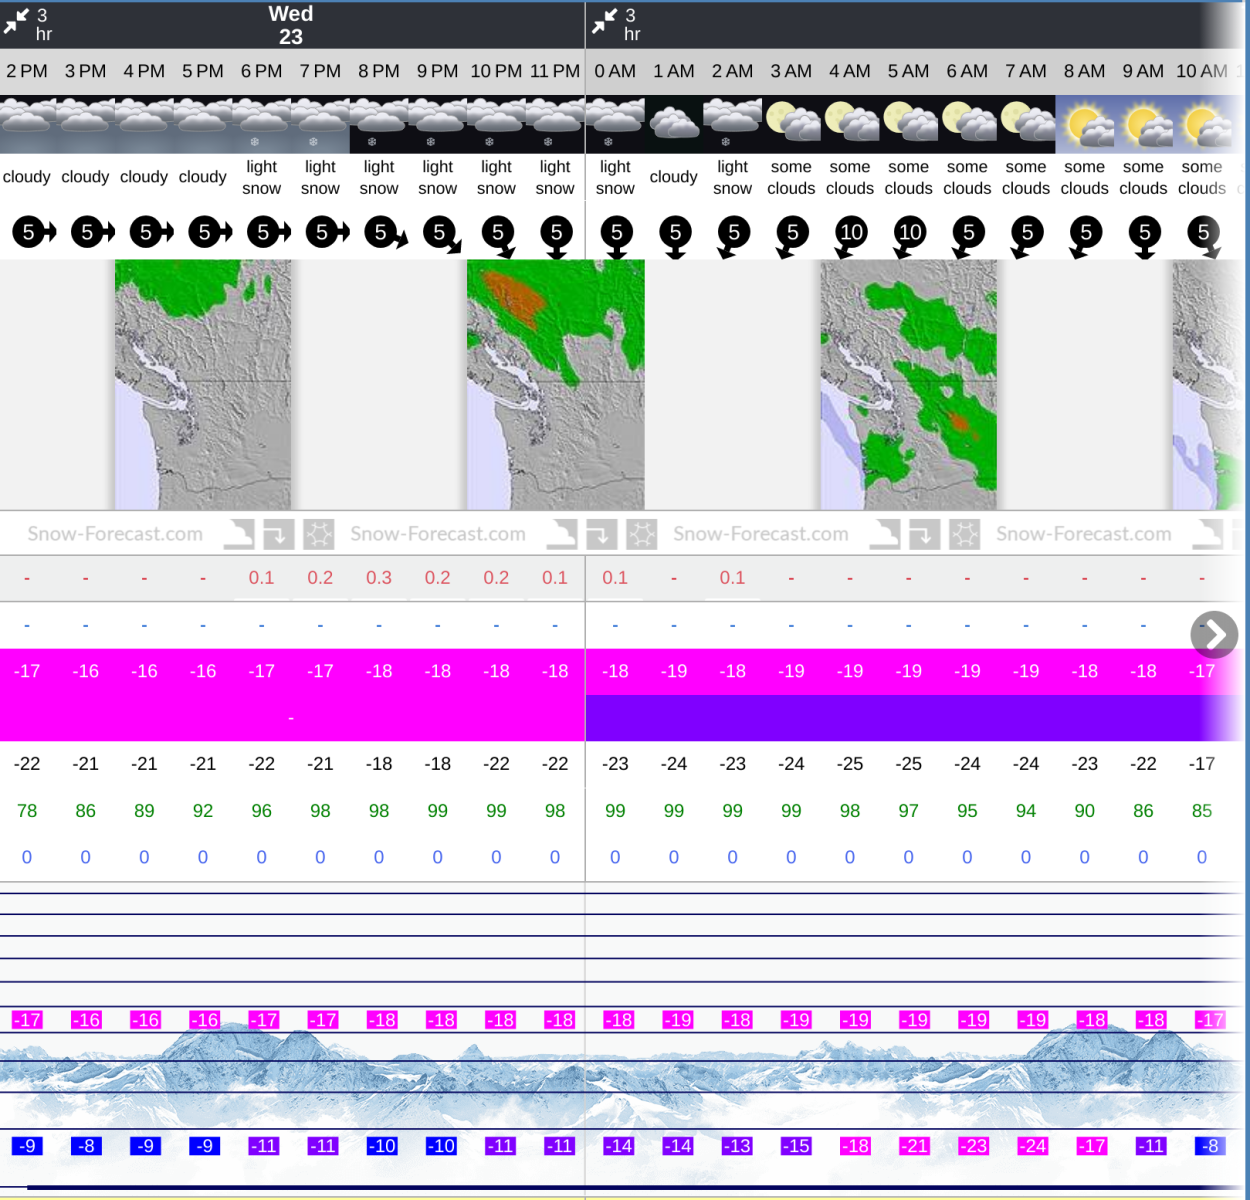 3 hr Wed 23 3 hr
2 PM 3 PM 4 PM 5 PM 6 PM 7 PM 8 PM 9 PM 10 PM 11 PM 0 AM 1 AM 2 AM 3 AM 4 AM 5 AM 6 AM 7 AM 8 AM 9 AM 10 AM
cloudy cloudy cloudy cloudy light snow light snow light snow light snow light snow light snow light snow cloudy light snow some clouds some clouds some clouds some clouds some clouds some clouds some clouds some clouds
5 5 5 5 5 5 5 5 5 5 5 5 5 5 10 10 5 5 5 5 5
Snow-Forecast.com Snow-Forecast.com Snow-Forecast.com Snow-Forecast.com
- - - - 0.1 0.2 0.3 0.2 0.2 0.1 0.1 - 0.1 - - - - - - - -
- - - - - - - - - - - - - - - - - - - - -
-17 -16 -16 -16 -17 -17 -18 -18 -18 -18 -18 -19 -18 -19 -19 -19 -19 -19 -18 -18 -17
-
-22 -21 -21 -21 -22 -21 -18 -18 -22 -22 -23 -24 -23 -24 -25 -25 -24 -24 -23 -22 -17
78 86 89 92 96 98 98 99 99 98 99 99 99 99 98 97 95 94 90 86 85
0 0 0 0 0 0 0 0 0 0 0 0 0 0 0 0 0 0 0 0 0
-17 -16 -16 -16 -17 -17 -18 -18 -18 -18 -18 -19 -18 -19 -19 -19 -19 -19 -18 -18 -17
-9 -8 -9 -9 -11 -11 -10 -10 -11 -11 -14 -14 -13 -15 -18 -21 -23 -24 -17 -11 -8